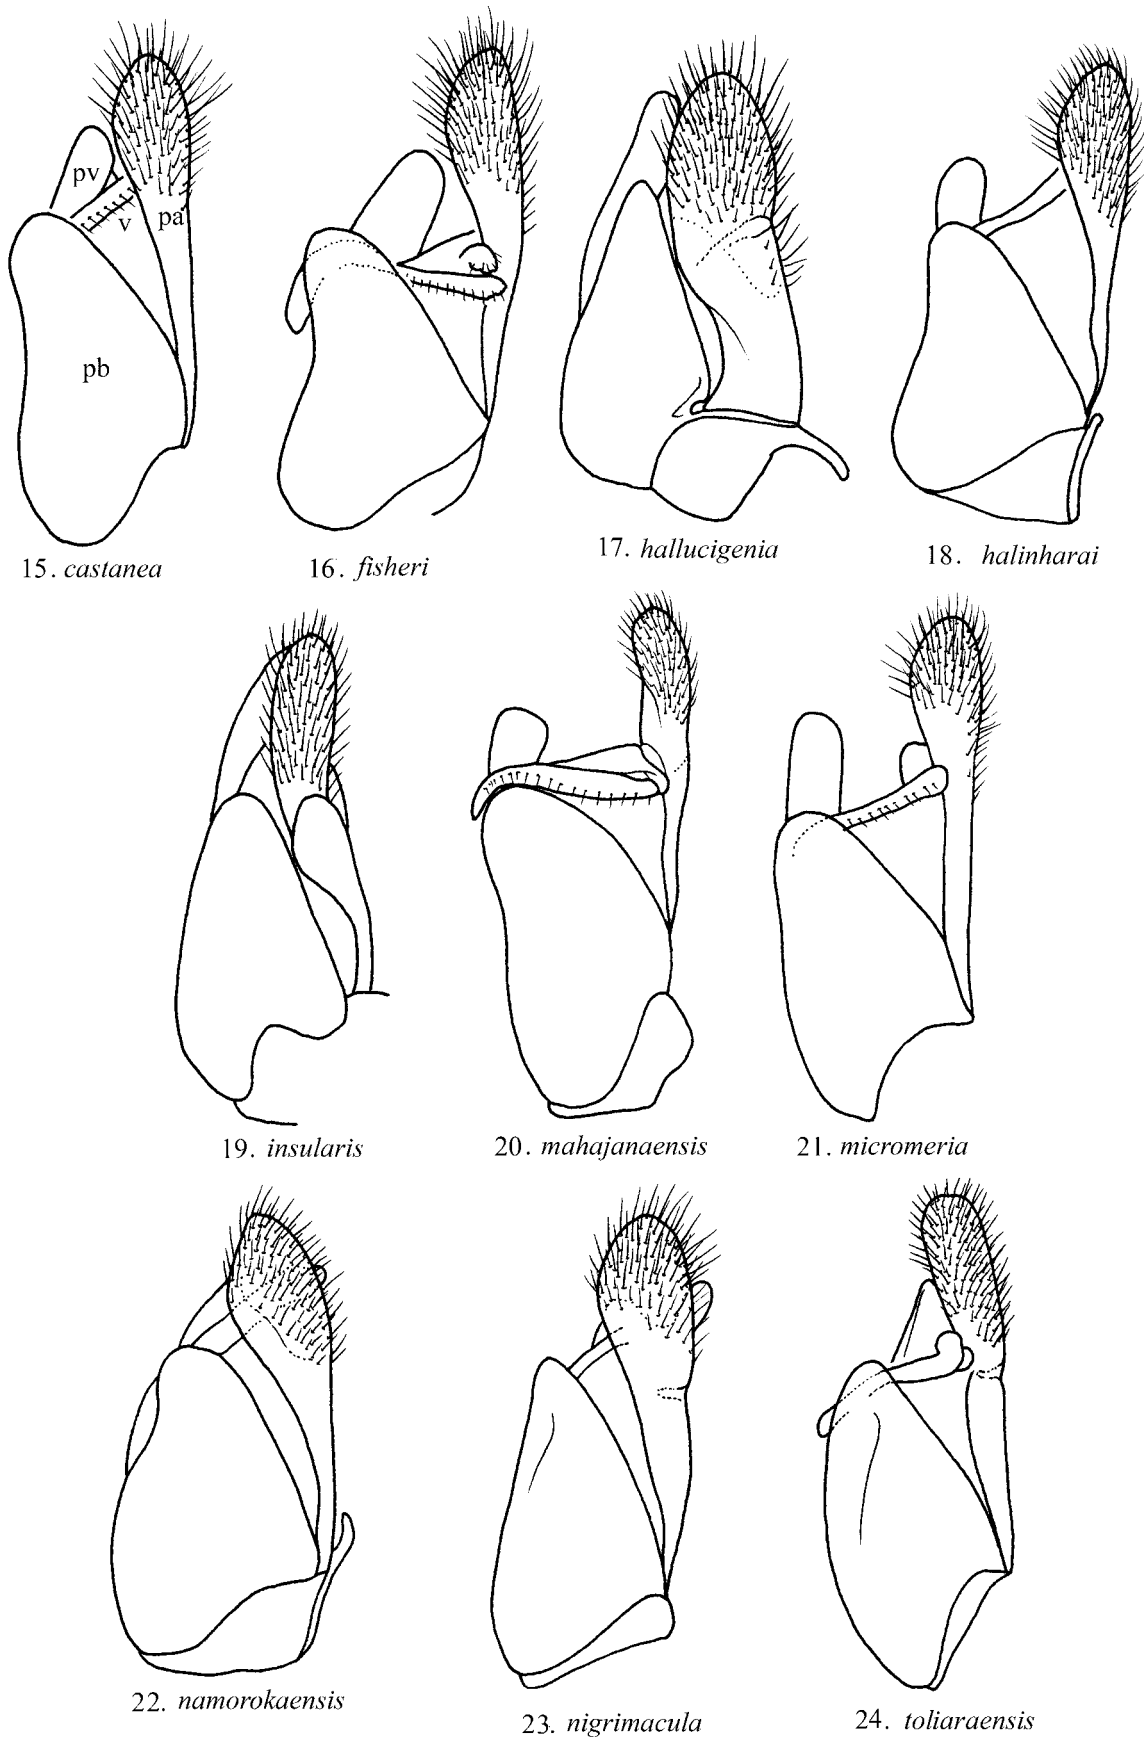 pv
v
pa
pb
15. castanea
16. fisheri
17. hallucigenia
18. halinharai
19. insularis
20. mahajanaensis
21. micromeria
22. namorokaensis
23. nigrimacula
24. toliaraensis